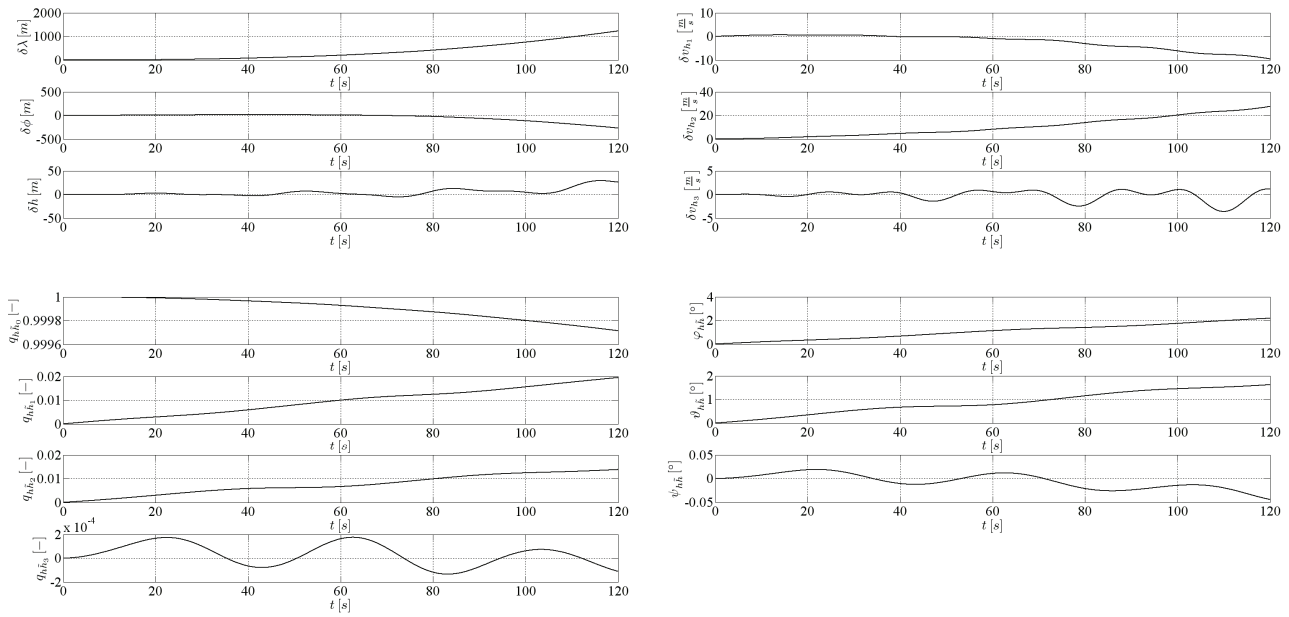 2000
1000
0
δλ [m]
0 20 40 60 80 100 120
t [s]
500
0
-500
δϕ [m]
0 20 40 60 80 100 120
t [s]
50
0
-50
δh [m]
0 20 40 60 80 100 120
t [s]
10
0
-10
δv_{h_1} [m/s]
0 20 40 60 80 100 120
t [s]
40
20
0
δv_{h_2} [m/s]
0 20 40 60 80 100 120
t [s]
5
0
-5
δv_{h_3} [m/s]
0 20 40 60 80 100 120
t [s]
1
0.9998
0.9996
q_{hh̃_0} [−]
0 20 40 60 80 100 120
t [s]
0.02
0.01
0
q_{hh̃_1} [−]
0 20 40 60 80 100 120
t [s]
0.02
0.01
0
q_{hh̃_2} [−]
0 20 40 60 80 100 120
t [s]
x 10^{-4}
2
0
-2
q_{hh̃_3} [−]
0 20 40 60 80 100 120
t [s]
4
2
0
φ_{hh̃} [°]
0 20 40 60 80 100 120
t [s]
2
1
0
ϑ_{hh̃} [°]
0 20 40 60 80 100 120
t [s]
0.05
0
-0.05
ψ_{hh̃} [°]
0 20 40 60 80 100 120
t [s]